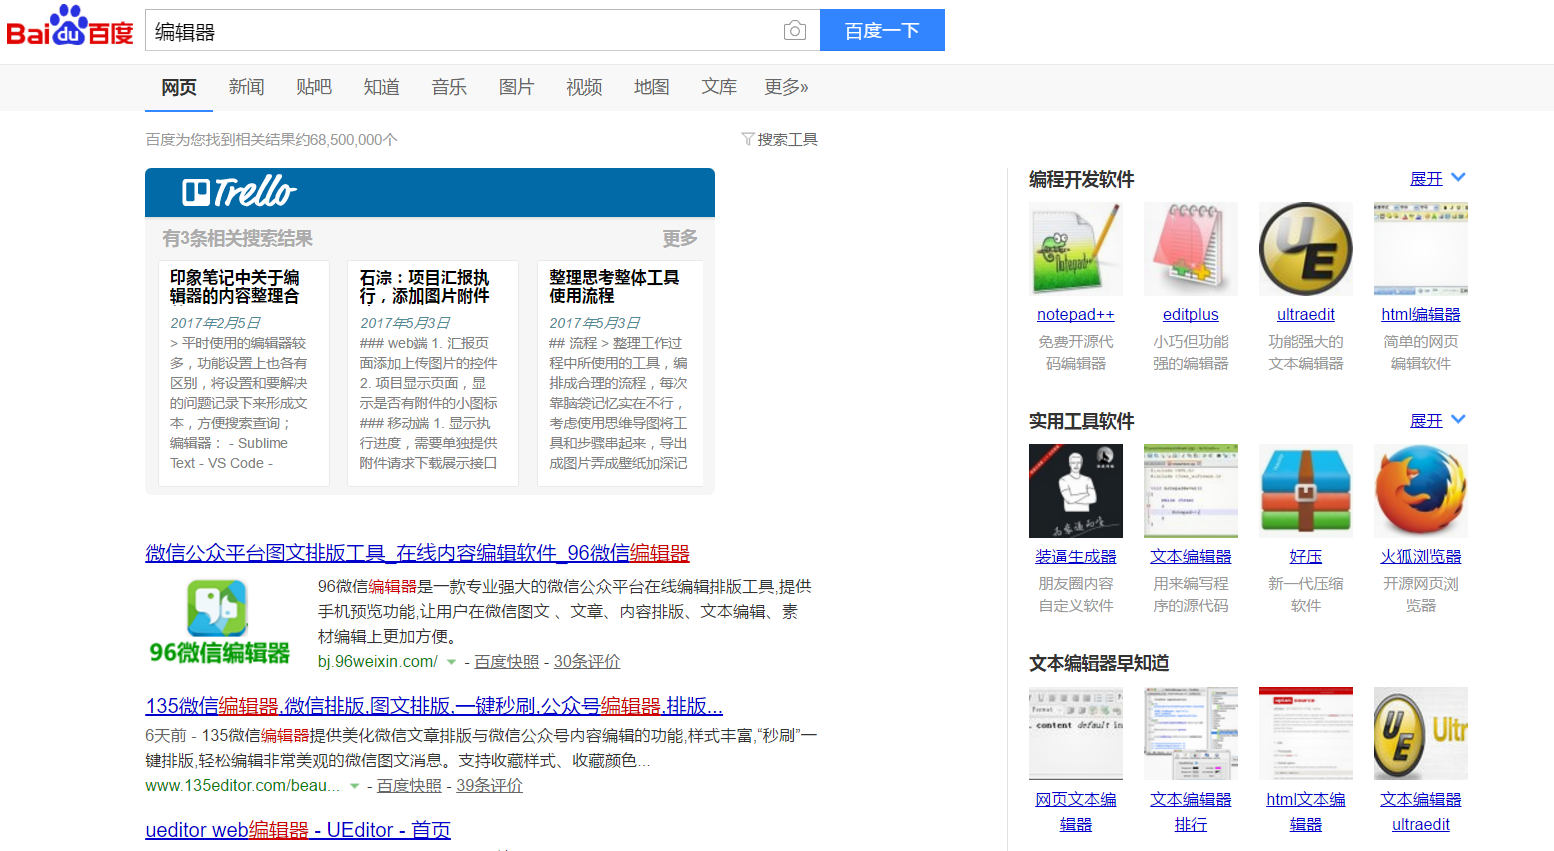 Bai du 百度
编辑器
百度一下
网页 新闻 贴吧 知道 音乐 图片 视频 地图 文库 更多»
百度为您找到相关结果约68,500,000个
搜索工具
Trello
有3条相关搜索结果
更多
印象笔记中关于编
辑器的内容整理合
2017年2月5日
> 平时使用的编辑器较
多，功能设置上也各有
区别，将设置和要解决
的问题记录下来形成文
本，方便搜索查询；
编辑器： - Sublime
Text - VS Code -
石淙：项目汇报执
行，添加图片附件
2017年5月3日
### web端 1. 汇报页
面添加上传图片的控件
2. 项目显示页面，显
示是否有附件的小图标
### 移动端 1. 显示执
行进度，需要单独提供
附件请求下载展示接口
整理思考整体工具
使用流程
2017年5月3日
## 流程 > 整理工作过
程中所使用的工具，编
排成合理的流程，每次
靠脑袋记忆实在不行，
考虑使用思维导图将工
具和步骤串起来，导出
成图片弄成壁纸加深记
微信公众平台图文排版工具_在线内容编辑软件_96微信编辑器
96微信编辑器
96微信编辑器是一款专业强大的微信公众平台在线编辑排版工具,提供
手机预览功能,让用户在微信图文 、文章、内容排版、文本编辑、素
材编辑上更加方便。
bj.96weixin.com/ - 百度快照 - 30条评价
135微信编辑器,微信排版,图文排版,一键秒刷,公众号编辑器,排版...
6天前 - 135微信编辑器提供美化微信文章排版与微信公众号内容编辑的功能,样式丰富,“秒刷”一
键排版,轻松编辑非常美观的微信图文消息。支持收藏样式、收藏颜色...
www.135editor.com/beau... - 百度快照 - 39条评价
ueditor web编辑器 - UEditor - 首页
编程开发软件
展开
Notepad++
UE
notepad++
免费开源代
码编辑器
editplus
小巧但功能
强的编辑器
ultraedit
功能强大的
文本编辑器
html编辑器
简单的网页
编辑软件
实用工具软件
展开
装逼生成器
朋友圈内容
自定义软件
文本编辑器
用来编写程
序的源代码
好压
新一代压缩
软件
火狐浏览器
开源网页浏
览器
文本编辑器早知道
Format
content default in
UE Ultr
网页文本编
辑器
文本编辑器
排行
html文本编
辑器
文本编辑器
ultraedit